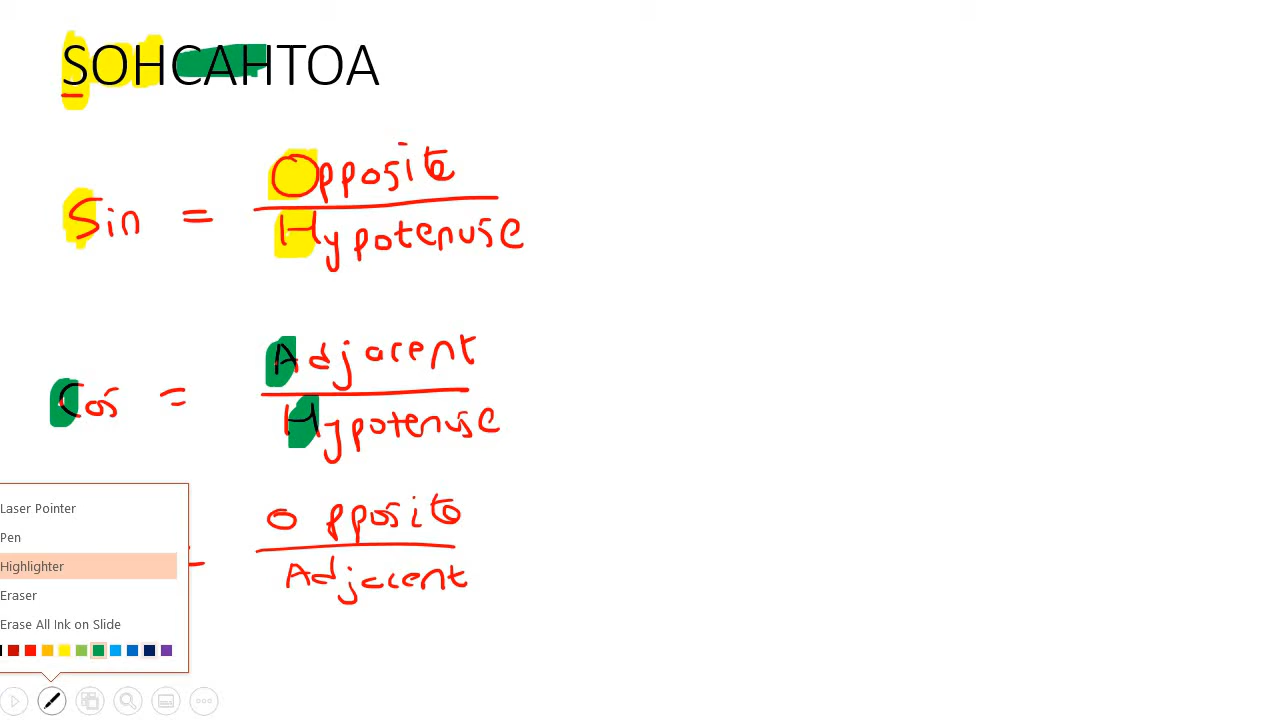 SOHCAHTOA
Sin = Opposite
Hypotenuse
Cos = Adjacent
Hypotenuse
Opposite
Adjacent
Laser Pointer
Pen
Highlighter
Eraser
Erase All Ink on Slide